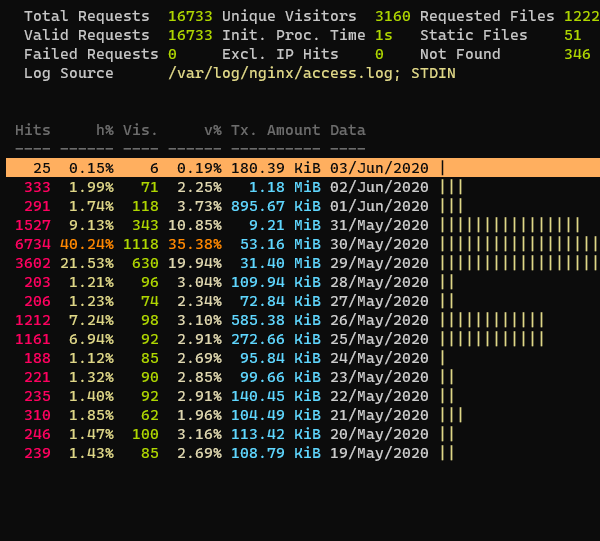 Total Requests 16733 Unique Visitors 3160 Requested Files 1222
Valid Requests 16733 Init. Proc. Time 1s Static Files 51
Failed Requests 0 Excl. IP Hits 0 Not Found 346
Log Source /var/log/nginx/access.log; STDIN
Hits h% Vis. v% Tx. Amount Data
---- ------ ---- ------ ---------- ----
25 0.15% 6 0.19% 180.39 KiB 03/Jun/2020 |
333 1.99% 71 2.25% 1.18 MiB 02/Jun/2020 |||
291 1.74% 118 3.73% 895.67 KiB 01/Jun/2020 |||
1527 9.13% 343 10.85% 9.21 MiB 31/May/2020 ||||||||||||||||
6734 40.24% 1118 35.38% 53.16 MiB 30/May/2020 ||||||||||||||||||
3602 21.53% 630 19.94% 31.40 MiB 29/May/2020 ||||||||||||||||||
203 1.21% 96 3.04% 109.94 KiB 28/May/2020 ||
206 1.23% 74 2.34% 72.84 KiB 27/May/2020 ||
1212 7.24% 98 3.10% 585.38 KiB 26/May/2020 ||||||||||||
1161 6.94% 92 2.91% 272.66 KiB 25/May/2020 ||||||||||||
188 1.12% 85 2.69% 95.84 KiB 24/May/2020 |
221 1.32% 90 2.85% 99.66 KiB 23/May/2020 ||
235 1.40% 92 2.91% 140.45 KiB 22/May/2020 ||
310 1.85% 62 1.96% 104.49 KiB 21/May/2020 |||
246 1.47% 100 3.16% 113.42 KiB 20/May/2020 ||
239 1.43% 85 2.69% 108.79 KiB 19/May/2020 ||